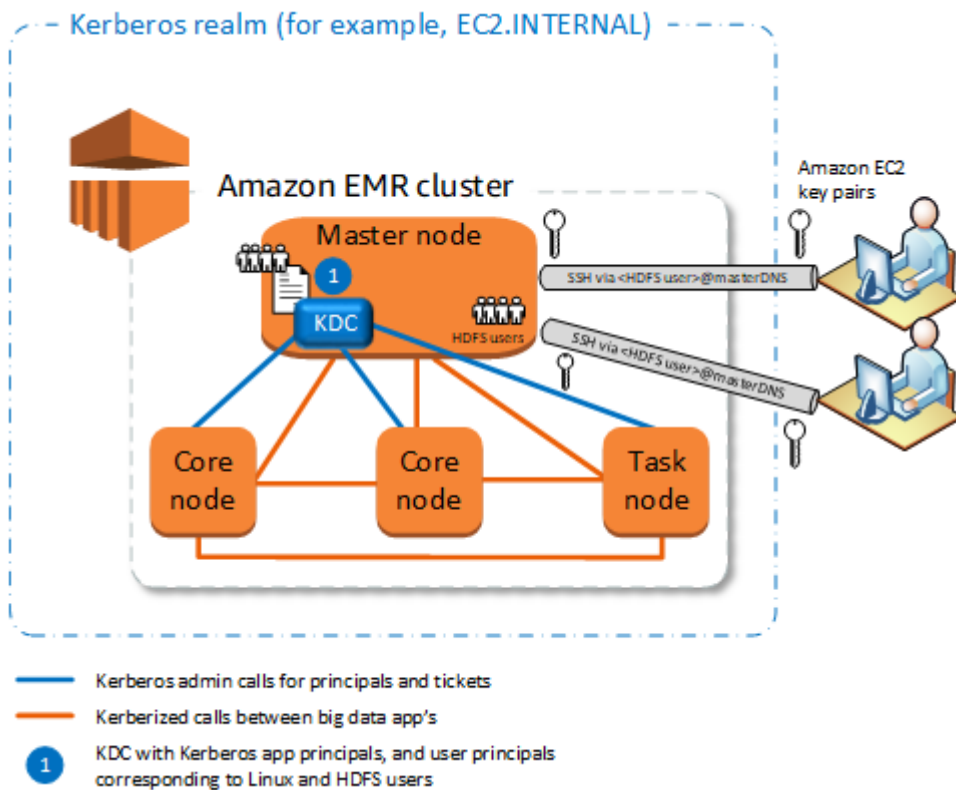 Kerberos realm (for example, EC2.INTERNAL)
Amazon EC2
key pairs
Amazon EMR cluster
Master node
1
SSH via <HDFS user>@masterDNS
KDC
HDFS users
SSH via <HDFS user>@masterDNS
Core
node
Core
node
Task
node
Kerberos admin calls for principals and tickets
Kerberized calls between big data app's
1
KDC with Kerberos app principals, and user principals
corresponding to Linux and HDFS users